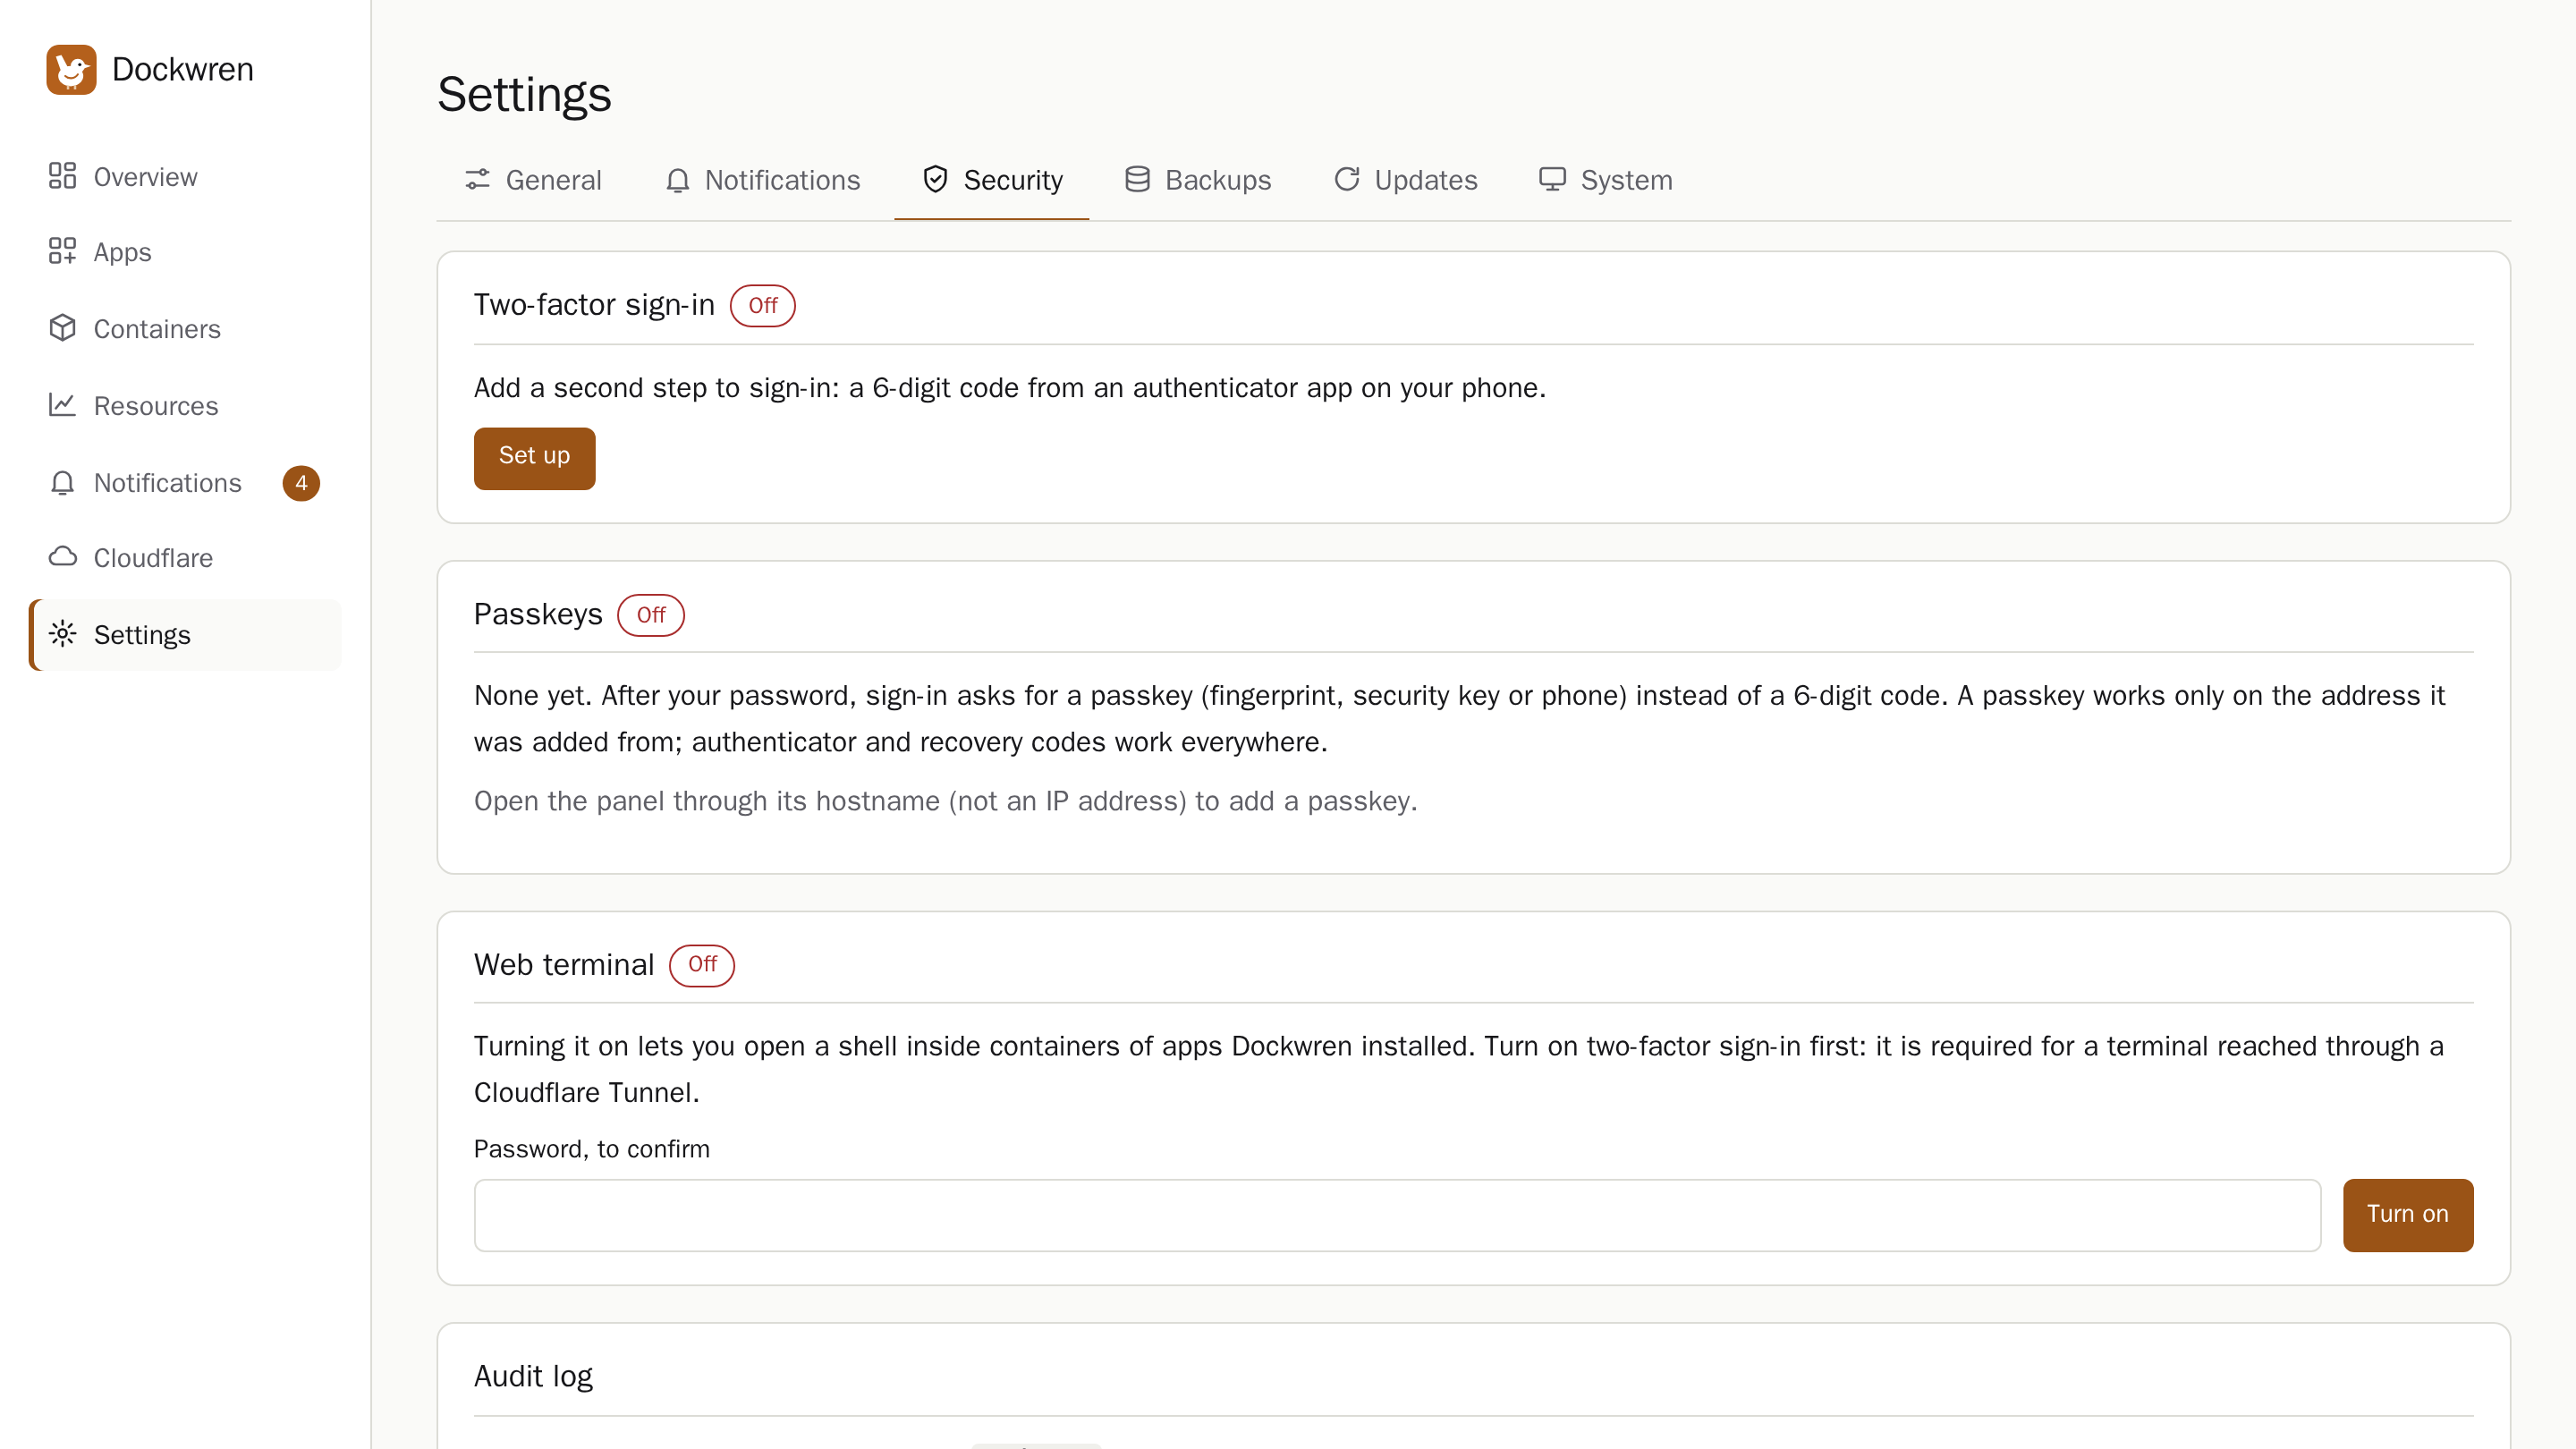 Dockwren
Overview
Apps
Containers
Resources
Notifications 4
Cloudflare
Settings
Settings
General Notifications Security Backups Updates System
Two-factor sign-in Off
Add a second step to sign-in: a 6-digit code from an authenticator app on your phone.
Set up
Passkeys Off
None yet. After your password, sign-in asks for a passkey (fingerprint, security key or phone) instead of a 6-digit code. A passkey works only on the address it
was added from; authenticator and recovery codes work everywhere.
Open the panel through its hostname (not an IP address) to add a passkey.
Web terminal Off
Turning it on lets you open a shell inside containers of apps Dockwren installed. Turn on two-factor sign-in first: it is required for a terminal reached through a
Cloudflare Tunnel.
Password, to confirm
Turn on
Audit log